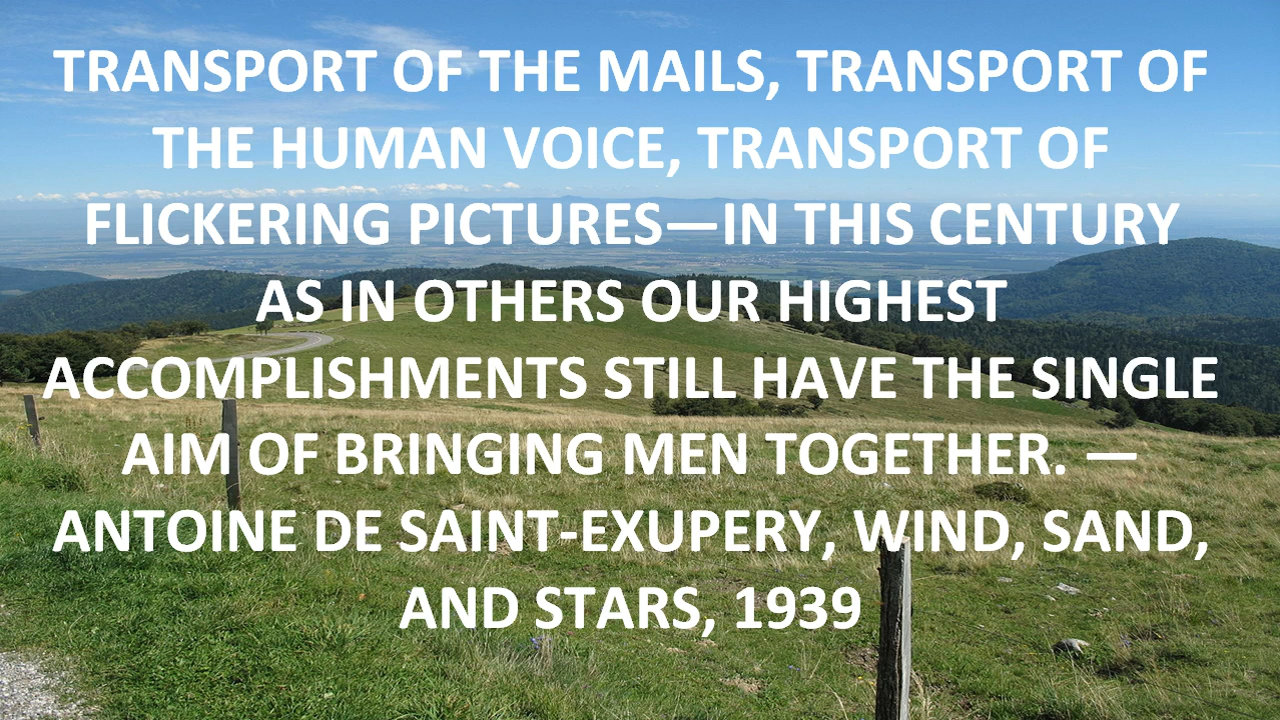 TRANSPORT OF THE MAILS, TRANSPORT OF
THE HUMAN VOICE, TRANSPORT OF
FLICKERING PICTURES—IN THIS CENTURY
AS IN OTHERS OUR HIGHEST
ACCOMPLISHMENTS STILL HAVE THE SINGLE
AIM OF BRINGING MEN TOGETHER. —
ANTOINE DE SAINT-EXUPERY, WIND, SAND,
AND STARS, 1939